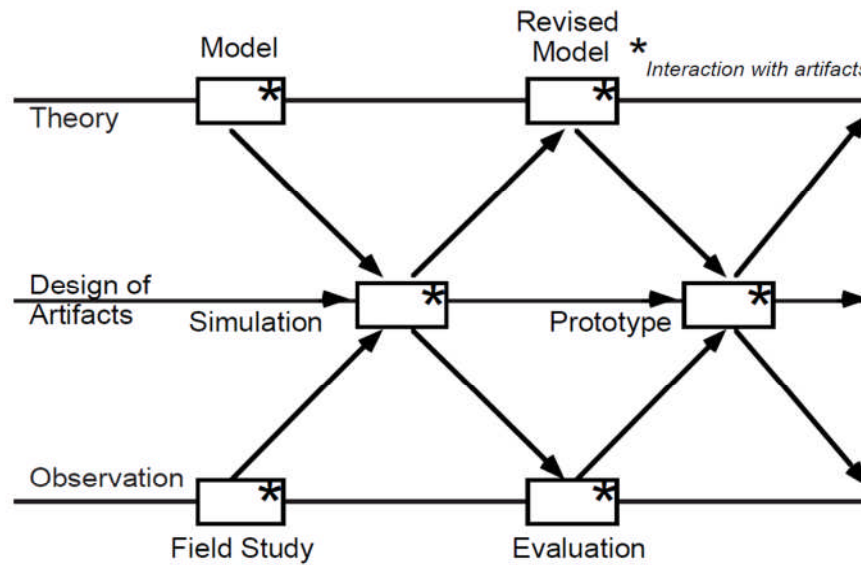 Model
Revised
Model
*
Interaction with artifacts
*
*
Theory
Design of
Artifacts
Simulation
*
Prototype
*
Observation
*
*
Field Study
Evaluation